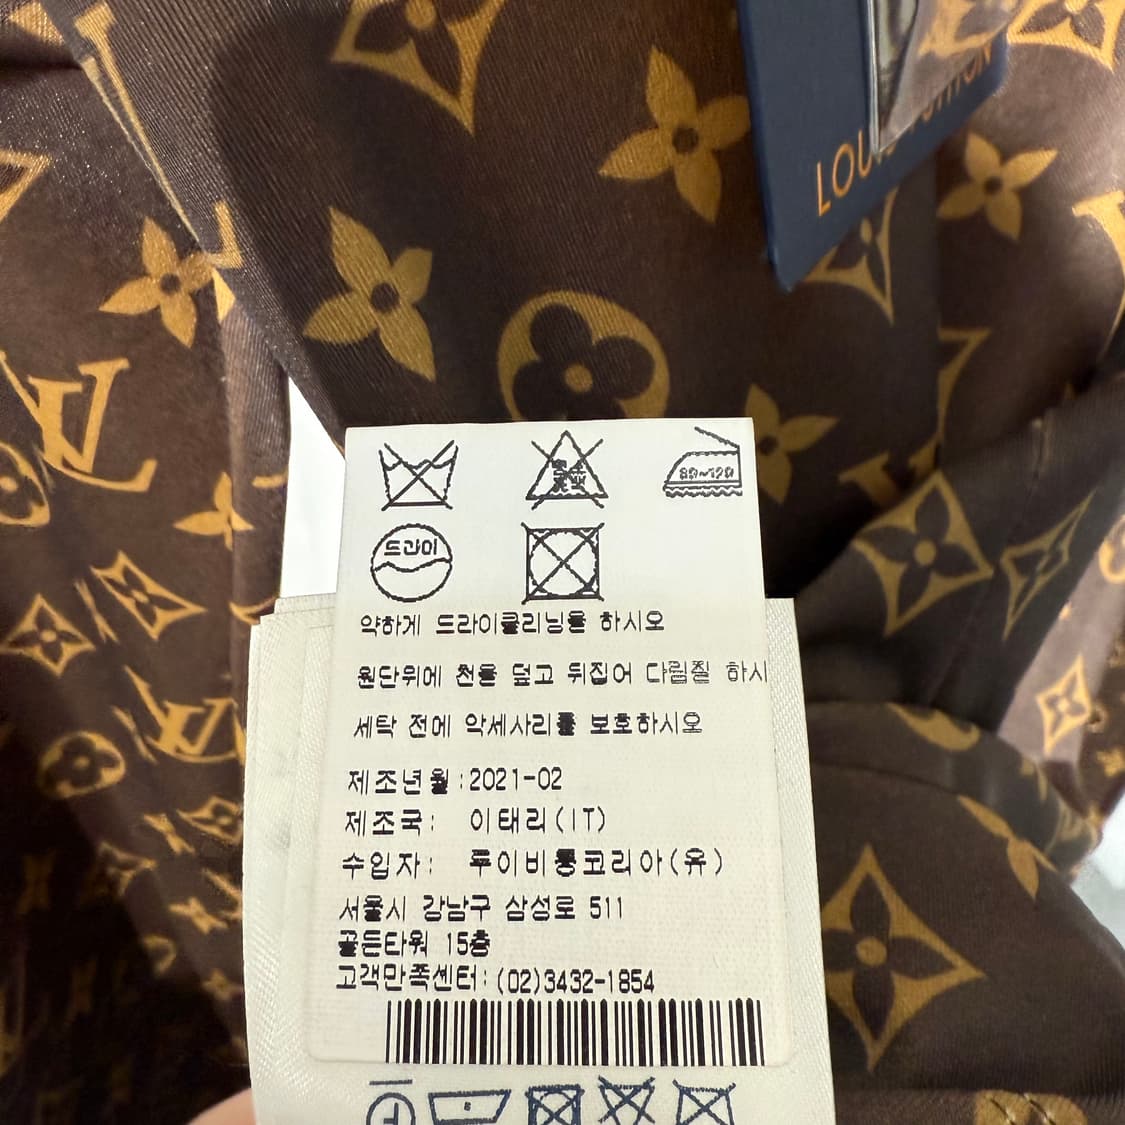 LOUIS VUITTON
80~120
드라이
약하게 드라이클리닝을 하시오
원단위에 천을 덮고 뒤집어 다림질 하시
세탁 전에 악세사리를 보호하시오
제조년월:2021-02
제조국: 이태리(IT)
수입자: 루이비통코리아(유)
서울시 강남구 삼성로 511
골든타워 15층
고객만족센터:(02)3432-1854